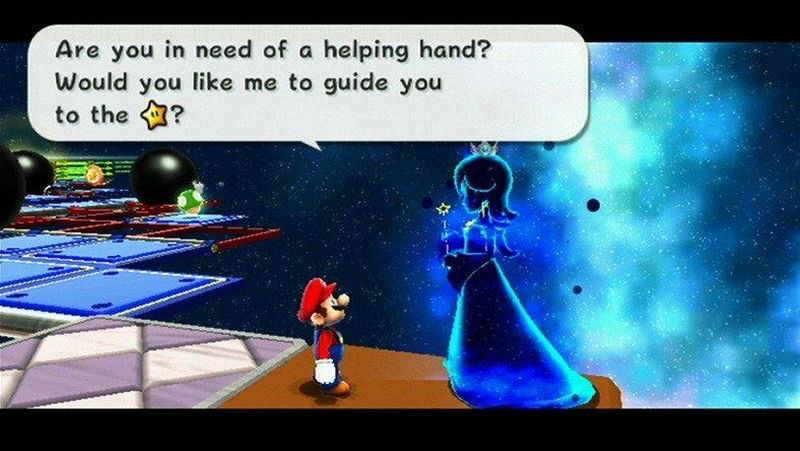 Are you in need of a helping hand?
Would you like me to guide you
to the ?